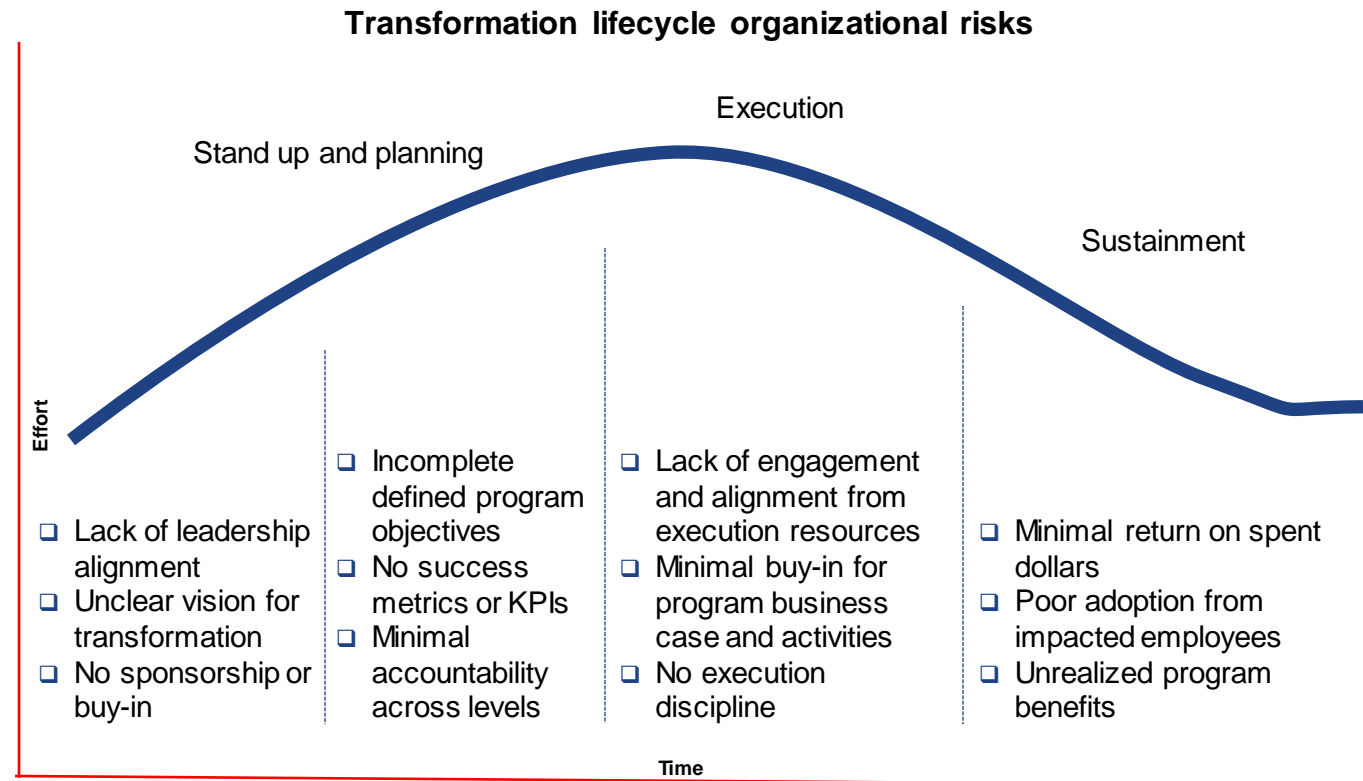 Transformation lifecycle organizational risks
Execution
Stand up and planning
Sustainment
Effort
Lack of leadership
alignment
Unclear vision for
transformation
No sponsorship or
buy-in
Incomplete
defined program
objectives
No success
metrics or KPIs
Minimal
accountability
across levels
Lack of engagement
and alignment from
execution resources
Minimal buy-in for
program business
case and activities
No execution
discipline
Minimal return on spent
dollars
Poor adoption from
impacted employees
Unrealized program
benefits
Time